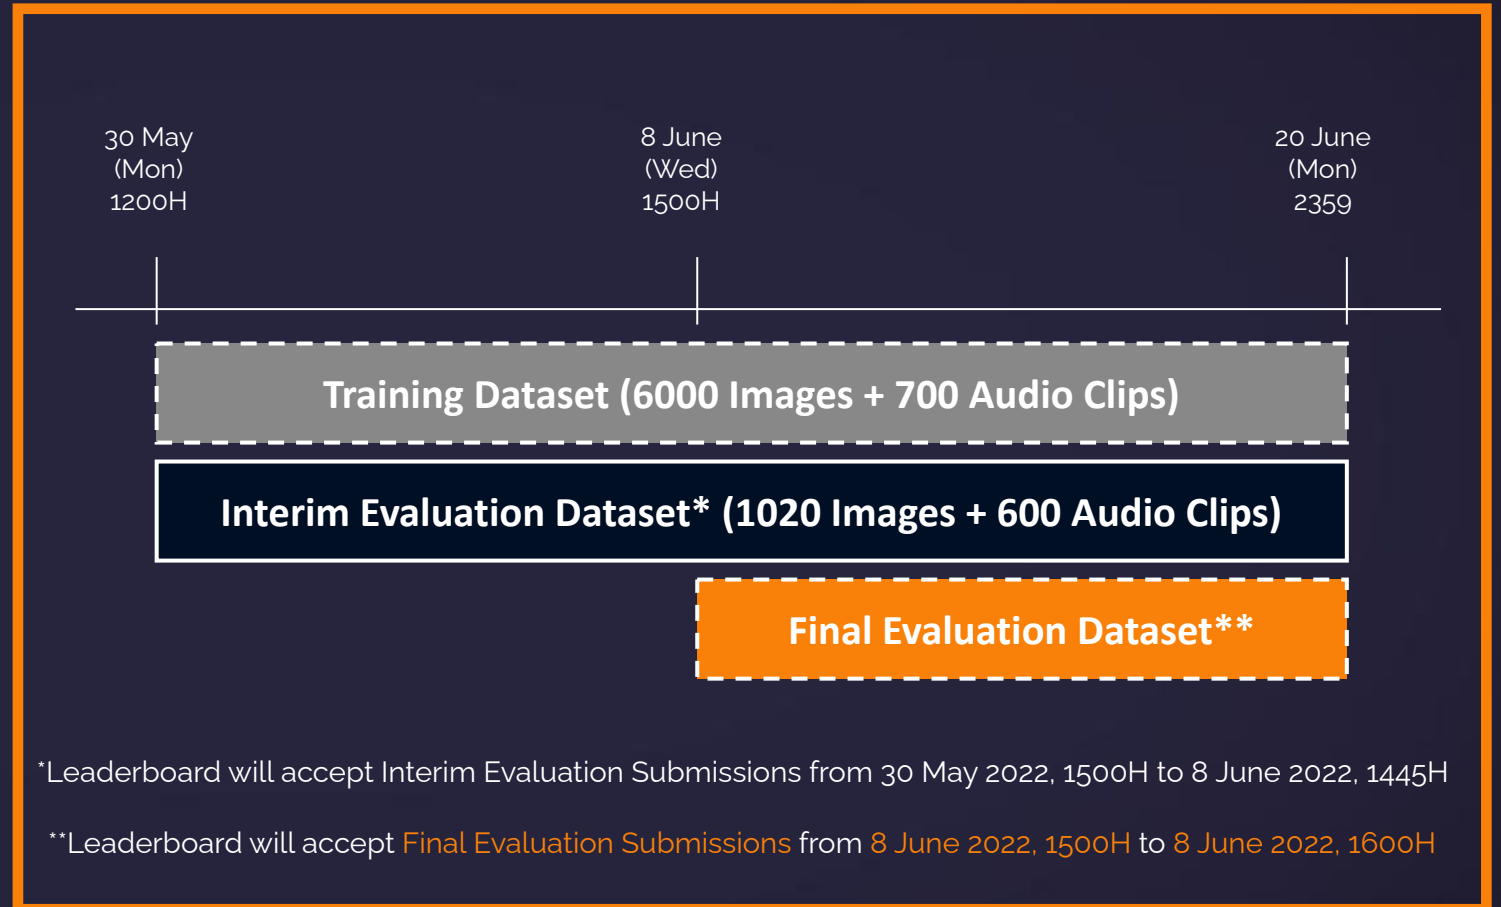 30 May
(Mon)
1200H
8 June
(Wed)
1500H
20 June
(Mon)
2359
Training Dataset (6000 Images + 700 Audio Clips)
Interim Evaluation Dataset* (1020 Images + 600 Audio Clips)
Final Evaluation Dataset**
*Leaderboard will accept Interim Evaluation Submissions from 30 May 2022, 1500H to 8 June 2022, 1445H
**Leaderboard will accept Final Evaluation Submissions from 8 June 2022, 1500H to 8 June 2022, 1600H